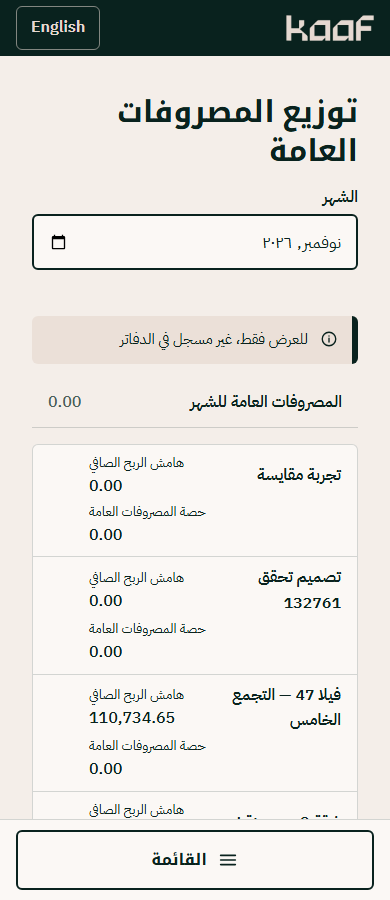 English
kaaf
توزيع المصروفات
العامة
الشهر
نوفمبر, ٢٠٢٦
للعرض فقط، غير مسجل في الدفاتر
المصروفات العامة للشهر
0.00
تجربة مقايسة
هامش الربح الصافي
0.00
حصة المصروفات العامة
0.00
تصميم تحقق
132761
هامش الربح الصافي
0.00
حصة المصروفات العامة
0.00
فيلا 47 — التجمع
الخامس
هامش الربح الصافي
110,734.65
حصة المصروفات العامة
0.00
هامش الربح الصافي
القائمة